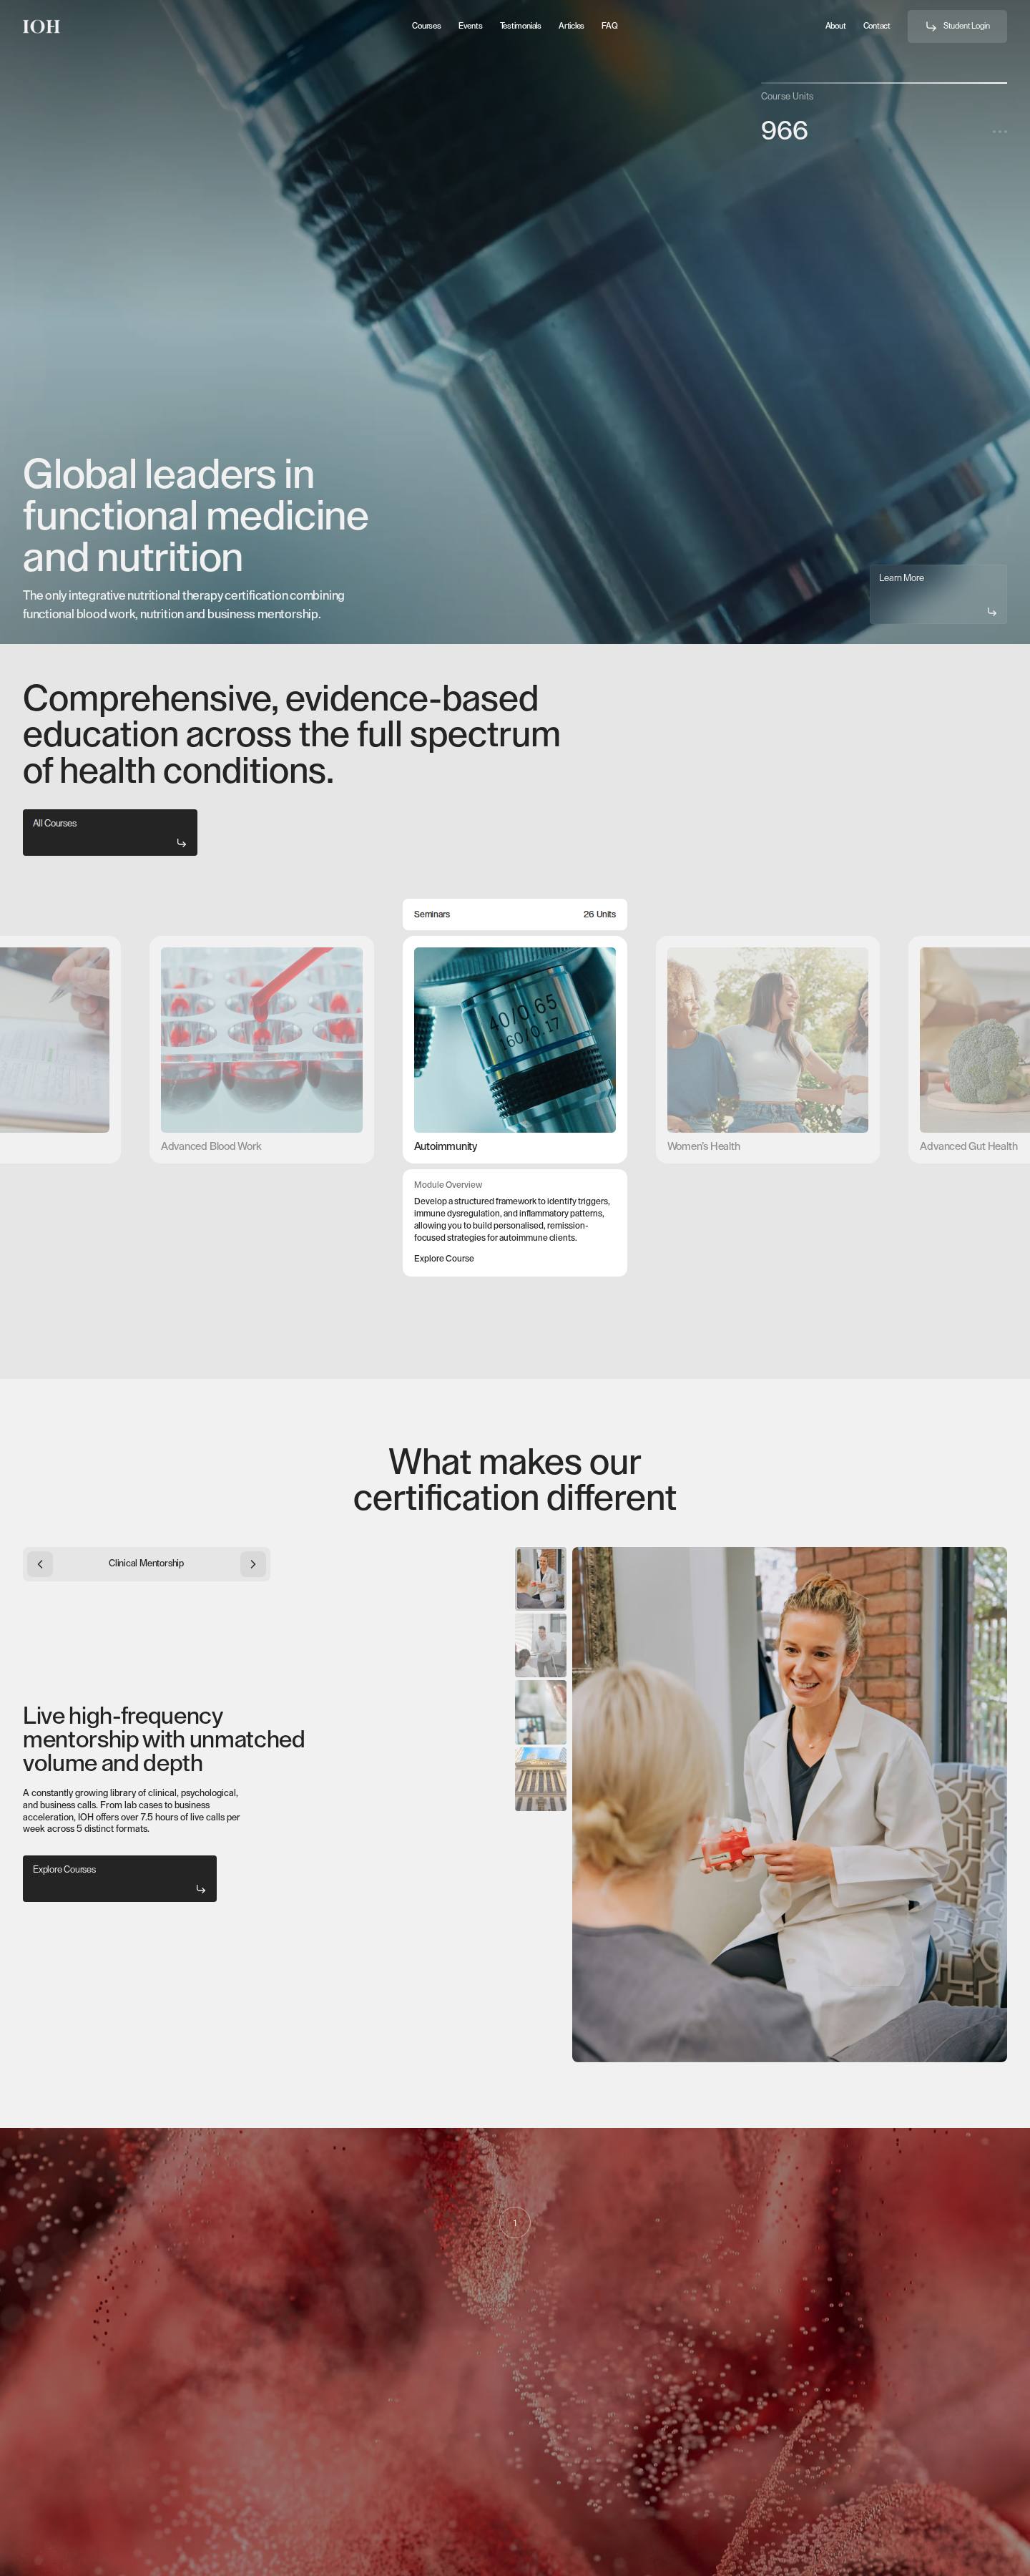 IOH
Courses
Events
Testimonials
Articles
FAQ
About
Contact
Student Login
Course Units
966
Global leaders in
functional medicine
and nutrition
The only integrative nutritional therapy certification combining
functional blood work, nutrition and business mentorship.
Learn More
Comprehensive, evidence-based
education across the full spectrum
of health conditions.
All Courses
Seminars
26 Units
40/0.65
160/0.17
Advanced Blood Work
Autoimmunity
Women's Health
Advanced Gut Health
Module Overview
Develop a structured framework to identify triggers,
immune dysregulation, and inflammatory patterns,
allowing you to build personalised, remission-
focused strategies for autoimmune clients.
Explore Course
What makes our
certification different
Clinical Mentorship
Live high-frequency
mentorship with unmatched
volume and depth
A constantly growing library of clinical, psychological,
and business calls. From lab cases to business
acceleration, IOH offers over 7.5 hours of live calls per
week across 5 distinct formats.
Explore Courses
1